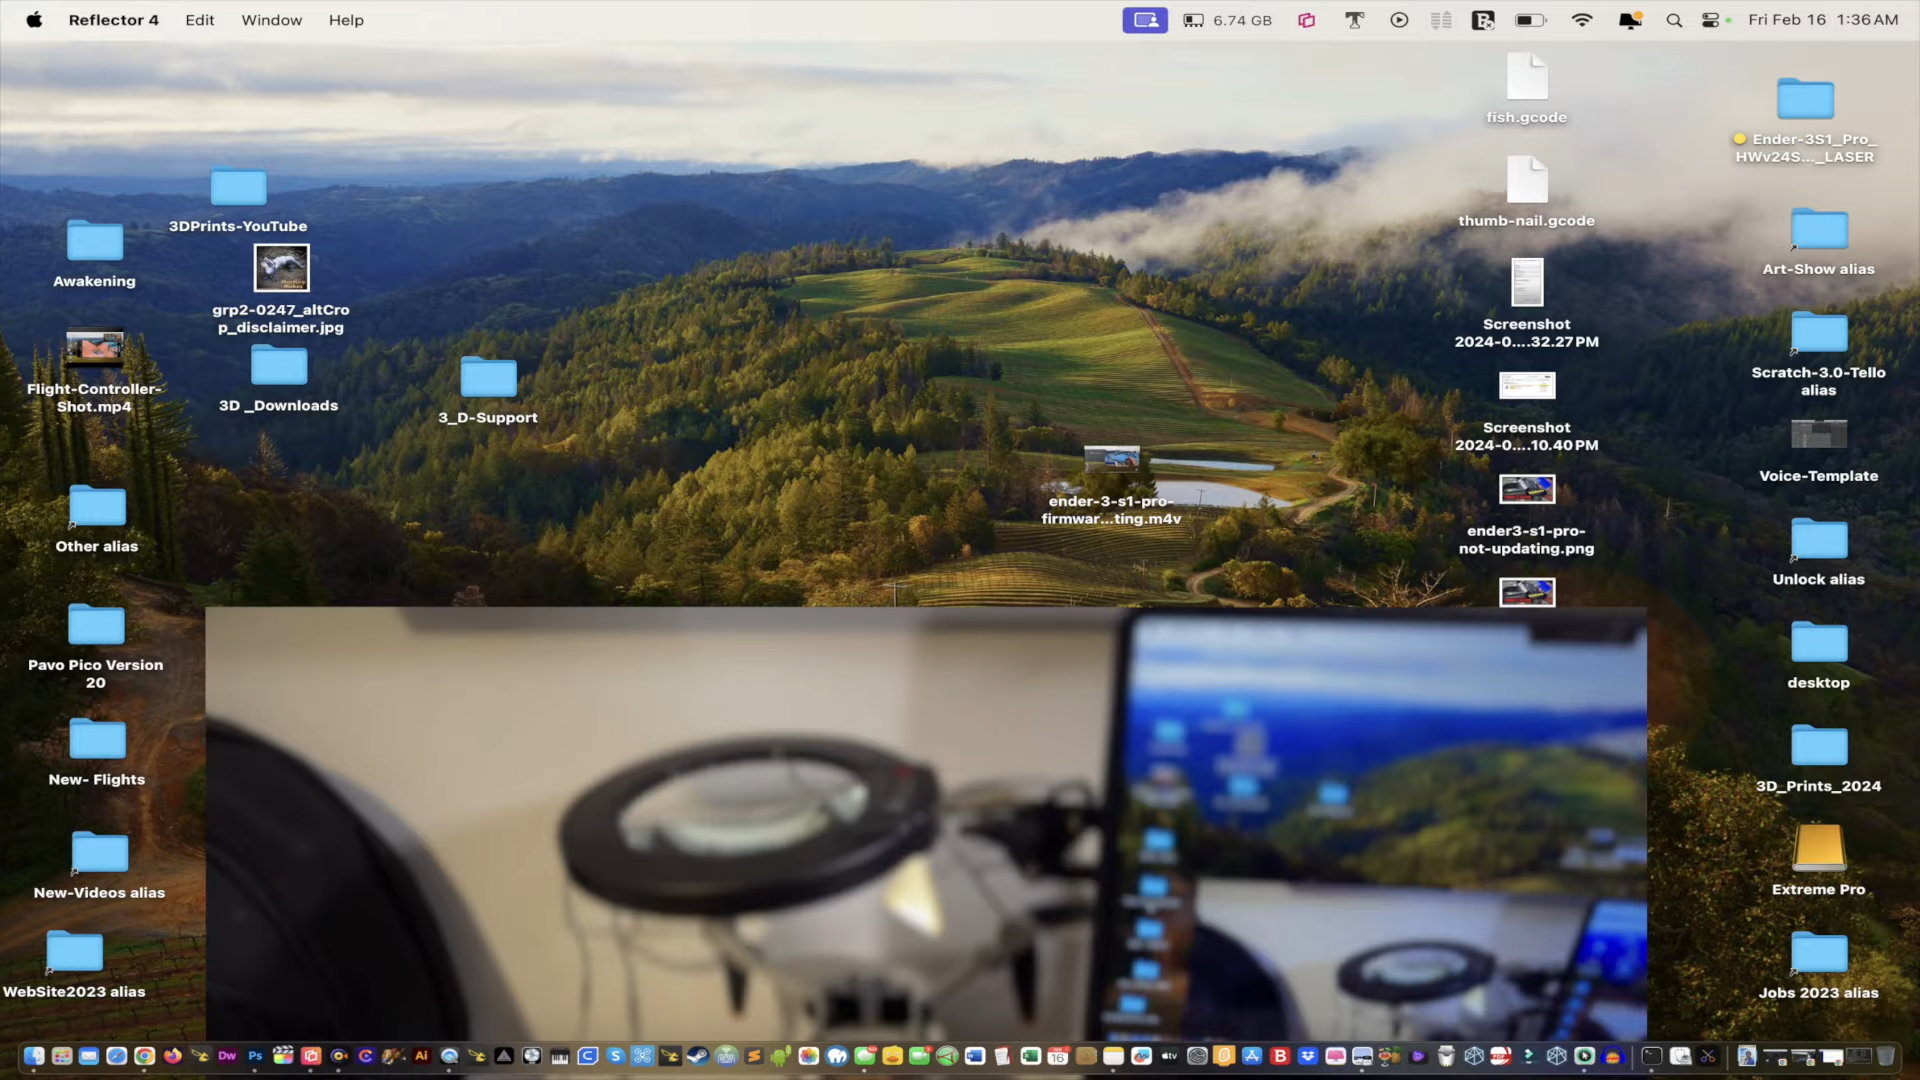 Reflector 4 Edit Window Help 6.74 GB Fri Feb 16 1:36 AM
fish.gcode
Ender-3S1_Pro_
HWv24S..._LASER
3DPrints-YouTube
thumb-nail.gcode
Awakening
Art-Show alias
grp2-0247_altCro
p_disclaimer.jpg
Screenshot
2024-0....32.27 PM
Flight-Controller-
Shot.mp4
3D _Downloads
3_D-Support
Scratch-3.0-Tello
alias
Screenshot
2024-0....10.40 PM
Voice-Template
ender-3-s1-pro-
firmwar...ting.m4v
ender3-s1-pro-
not-updating.png
Other alias
Unlock alias
Pavo Pico Version
20
desktop
New- Flights
3D_Prints_2024
New-Videos alias
Extreme Pro
WebSite2023 alias
Jobs 2023 alias
Dw Ps Ai tv